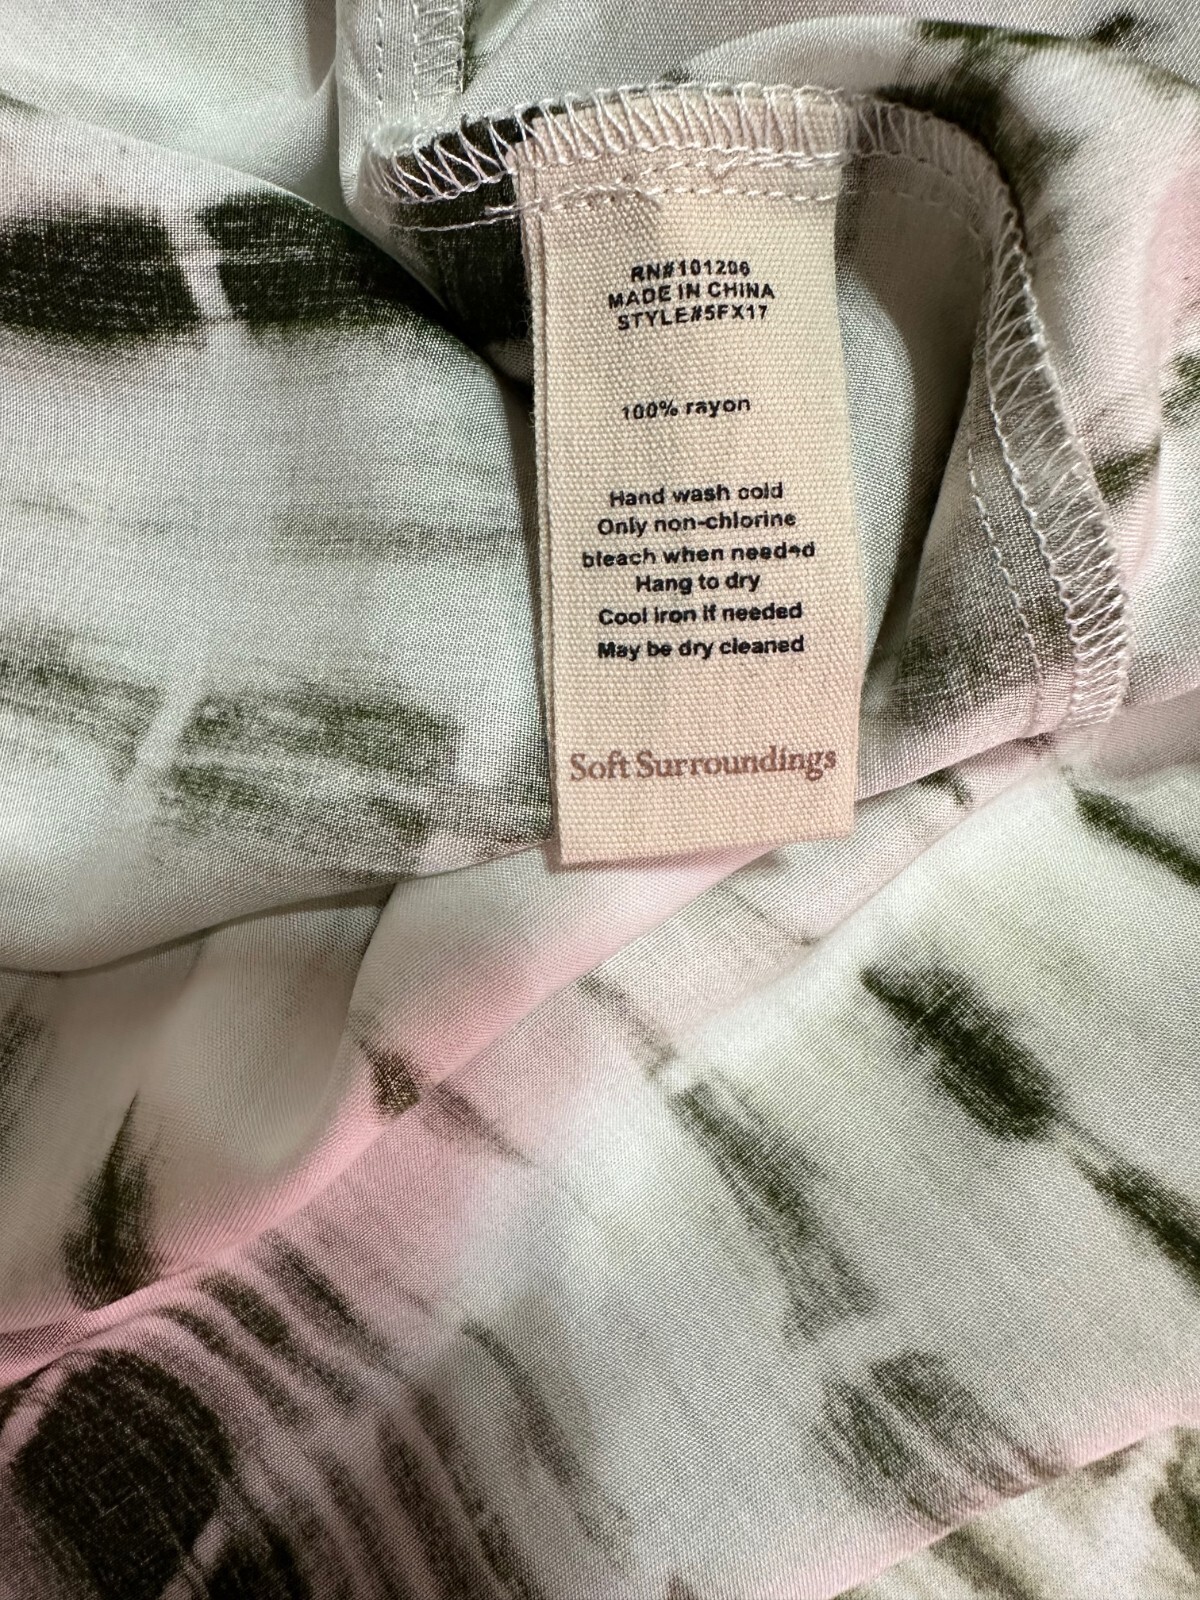 RN#101206
MADE IN CHINA
STYLE#5FX17
100% rayon
Hand wash cold
Only non-chlorine
bleach when needed
Hang to dry
Cool iron if needed
May be dry cleaned
Soft Surroundings